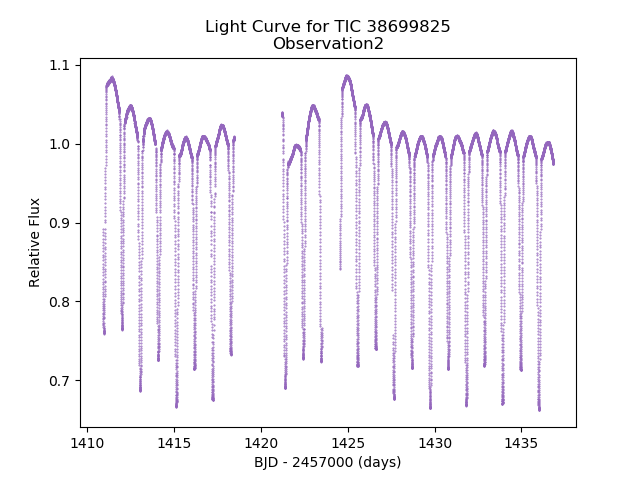 Light Curve for TIC 38699825
Observation2
1.1
1.0
0.9
0.8
0.7
Relative Flux
1410
1415
1420
1425
1430
1435
BJD - 2457000 (days)